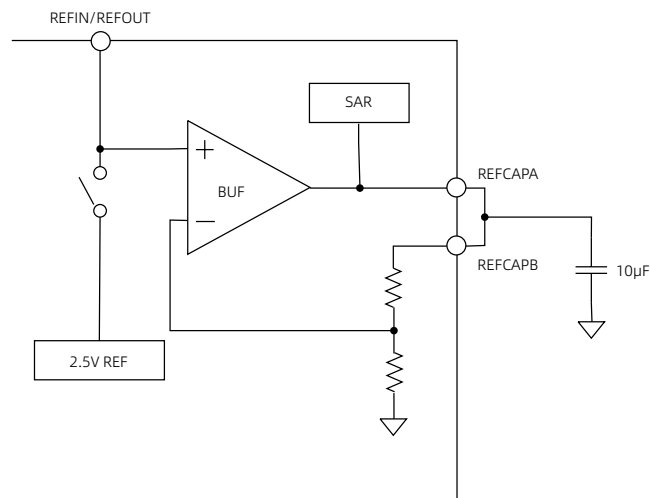 REFIN/REFOUT
SAR
+
BUF
−
REFCAPA
REFCAPB
10μF
2.5V REF